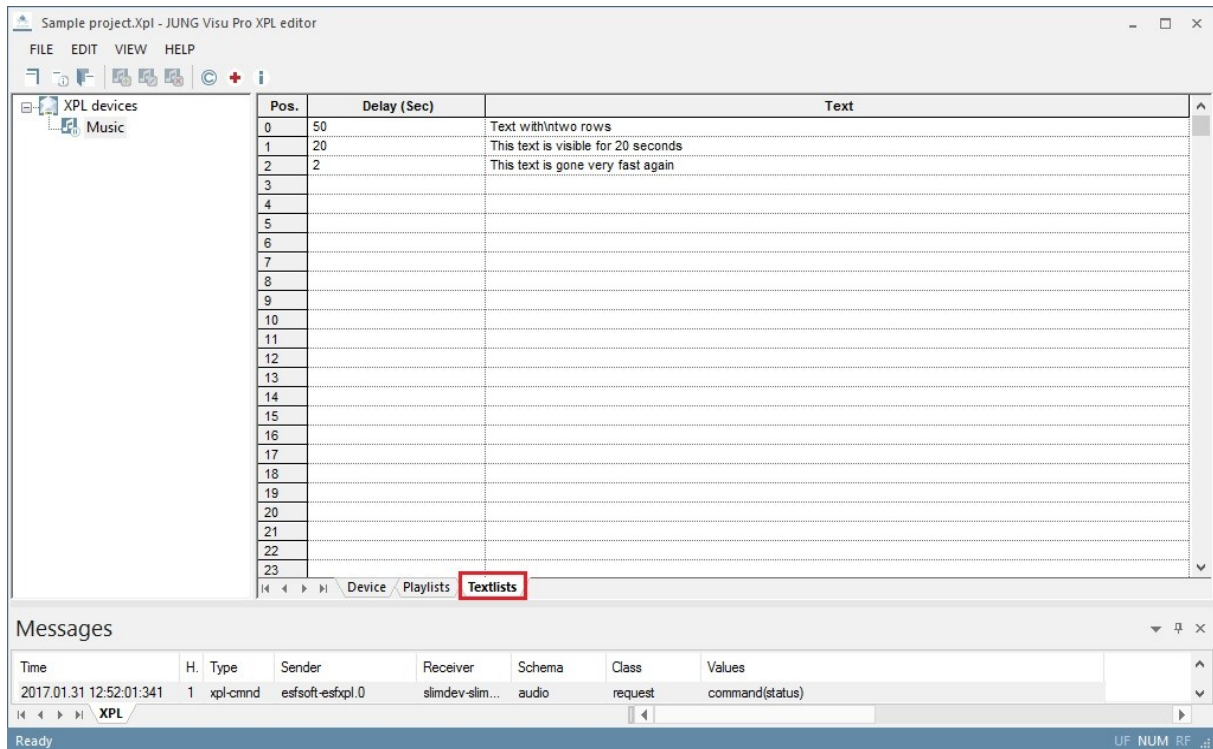 Sample project.Xpl - JUNG Visu Pro XPL editor
FILE EDIT VIEW HELP
XPL devices
Music
Pos. Delay (Sec) Text
0 50 Text with\ntwo rows
1 20 This text is visible for 20 seconds
2 2 This text is gone very fast again
3
4
5
6
7
8
9
10
11
12
13
14
15
16
17
18
19
20
21
22
23
Device Playlists Textlists
Messages
Time H. Type Sender Receiver Schema Class Values
2017.01.31 12:52:01:341 1 xpl-cmnd esfsoft-esfxpl.0 slimdev-slim... audio request command(status)
XPL
Ready UF NUM RF